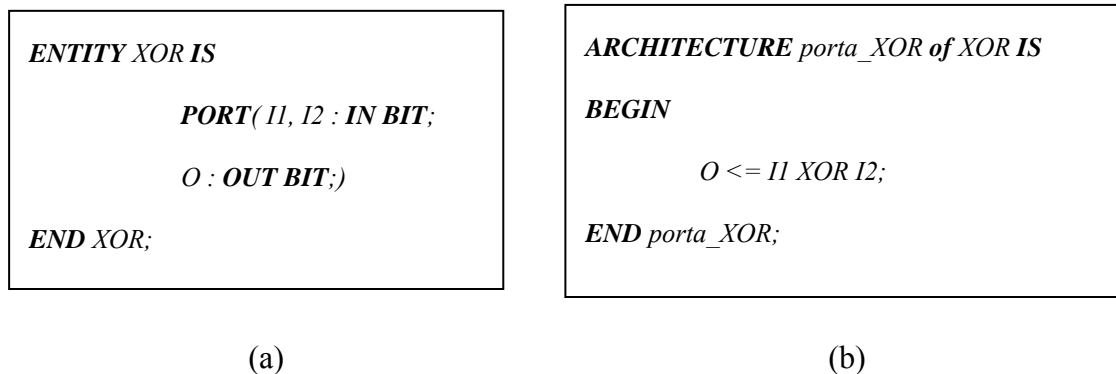 ENTITY XOR IS
PORT( I1, I2 : IN BIT;
O : OUT BIT;)
END XOR;
(a)
ARCHITECTURE porta_XOR of XOR IS
BEGIN
O <= I1 XOR I2;
END porta_XOR;
(b)